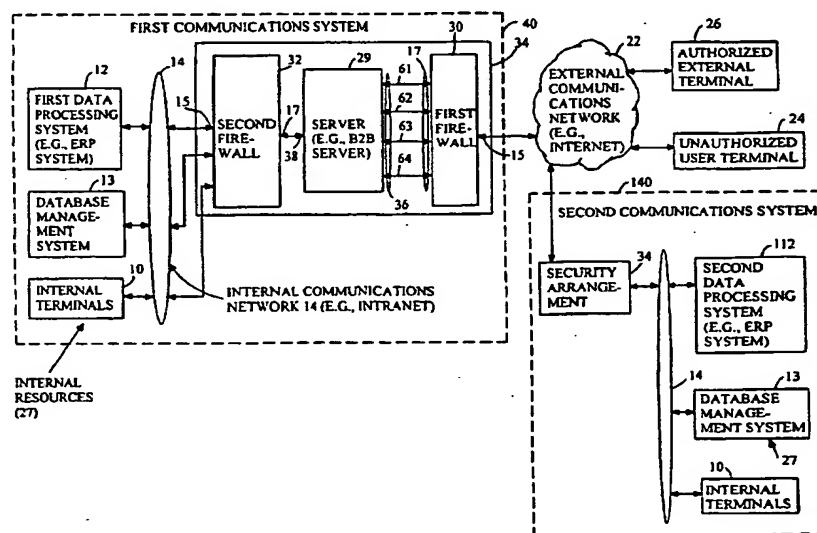 FIRST COMMUNICATIONS SYSTEM
40
12
FIRST DATA
PROCESSING
SYSTEM
(E.G., ERP
SYSTEM)
13
DATABASE
MANAGE-
MENT
SYSTEM
10
INTERNAL
TERMINALS
INTERNAL
RESOURCES
(27)
14
15
INTERNAL COMMUNICATIONS
NETWORK 14 (E.G., INTRANET)
32
SECOND
FIRE-
WALL
17
38
29
SERVER
(E.G., B2B
SERVER)
61
62
63
64
36
17
30
FIRST
FIRE-
WALL
34
15
22
EXTERNAL
COMMUNI-
CATIONS
NETWORK
(E.G.,
INTERNET)
26
AUTHORIZED
EXTERNAL
TERMINAL
24
UNAUTHORIZED
USER TERMINAL
140
SECOND COMMUNICATIONS SYSTEM
34
SECURITY
ARRANGE-
MENT
112
SECOND
DATA
PROCESSING
SYSTEM
(E.G., ERP
SYSTEM)
14
13
DATABASE
MANAGE-
MENT SYSTEM
27
10
INTERNAL
TERMINALS